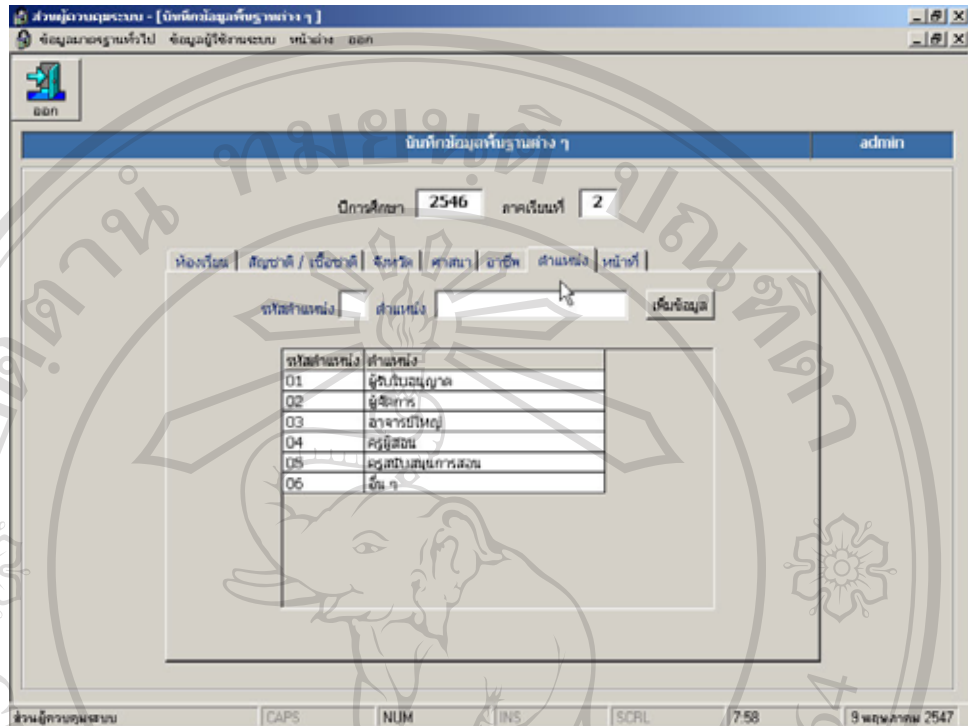 ส่วนผู้ควบคุมระบบ - [บันทึกข้อมูลพื้นฐานต่าง ๆ ]
ข้อมูลมาตรฐานทั่วไป ข้อมูลผู้ใช้งานระบบ หน้าต่าง ออก
ออก
บันทึกข้อมูลพื้นฐานต่าง ๆ admin
ปีการศึกษา 2546 ภาคเรียนที่ 2
ห้องเรียน สัญชาติ / เชื้อชาติ จังหวัด ศาสนา อาชีพ ตำแหน่ง หน้าที่
รหัสตำแหน่ง ตำแหน่ง เพิ่มข้อมูล
รหัสตำแหน่ง ตำแหน่ง
01 ผู้รับใบอนุญาต
02 ผู้จัดการ
03 อาจารย์ใหญ่
04 ครูผู้สอน
05 ครูสนับสนุนการสอน
06 อื่น ๆ
ส่วนผู้ควบคุมระบบ CAPS NUM INS SCRL 7:58 9 พฤษภาคม 2547